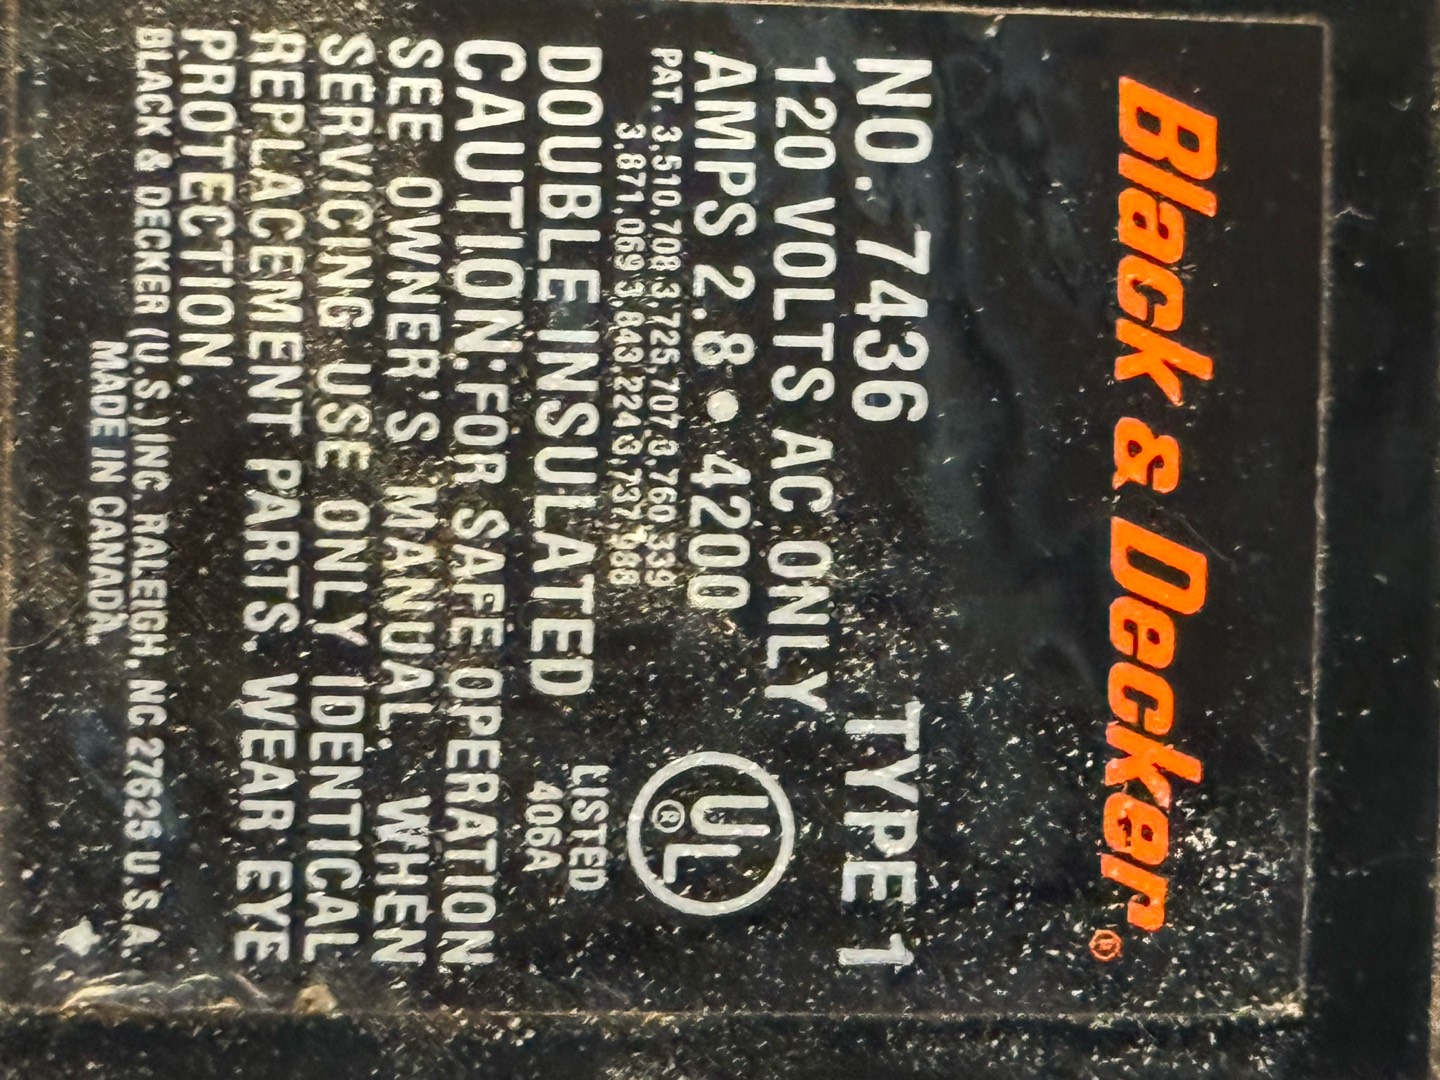 Black & Decker®
NO. 7436 TYPE 1
120 VOLTS AC ONLY
AMPS 2.8 • 4200
PAT. 3,510,708 3,725,707 3,760,339
3,871,069 3,843,224 3,737,988
UL®
LISTED
406A
DOUBLE INSULATED
CAUTION: FOR SAFE OPERATION
SEE OWNER'S MANUAL. WHEN
SERVICING USE ONLY IDENTICAL
REPLACEMENT PARTS. WEAR EYE
PROTECTION.
BLACK & DECKER (U.S.) INC. RALEIGH, NC 27625 U.S.A.
MADE IN CANADA